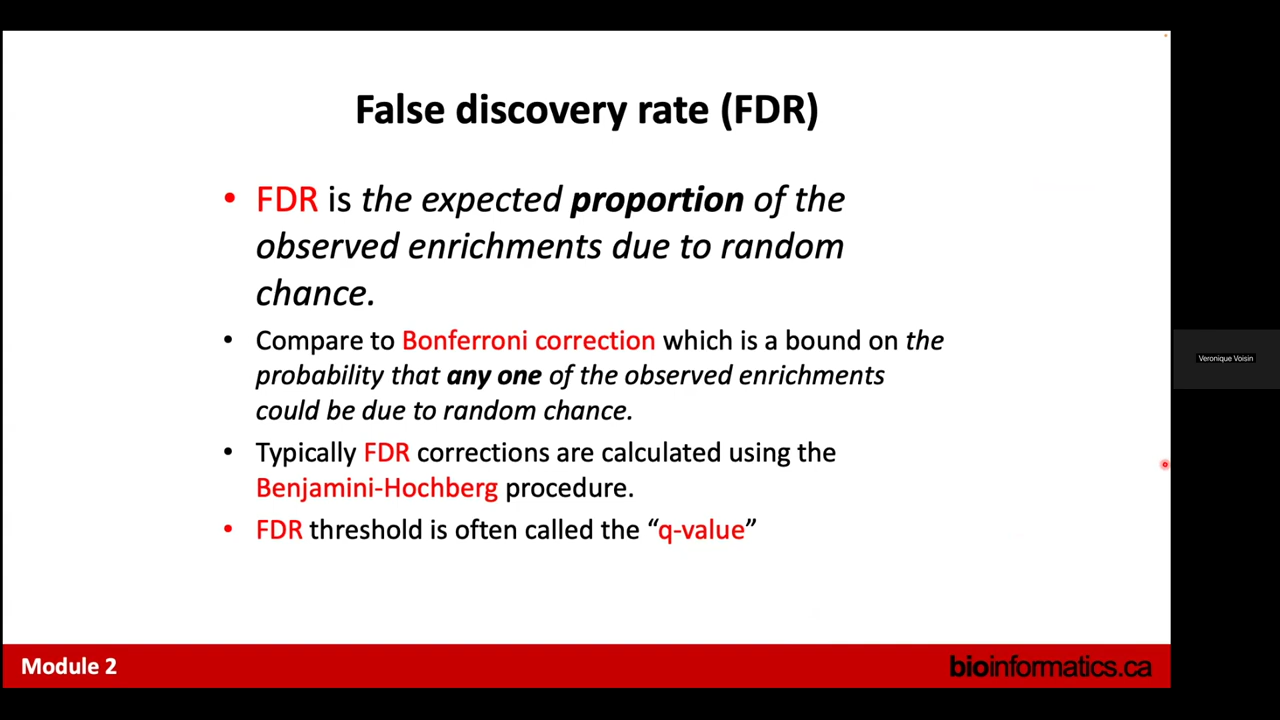 False discovery rate (FDR)
• FDR is the expected proportion of the
observed enrichments due to random
chance.
• Compare to Bonferroni correction which is a bound on the
probability that any one of the observed enrichments
could be due to random chance.
• Typically FDR corrections are calculated using the
Benjamini-Hochberg procedure.
• FDR threshold is often called the “q-value”
Veronique Voisin
Module 2
bioinformatics.ca